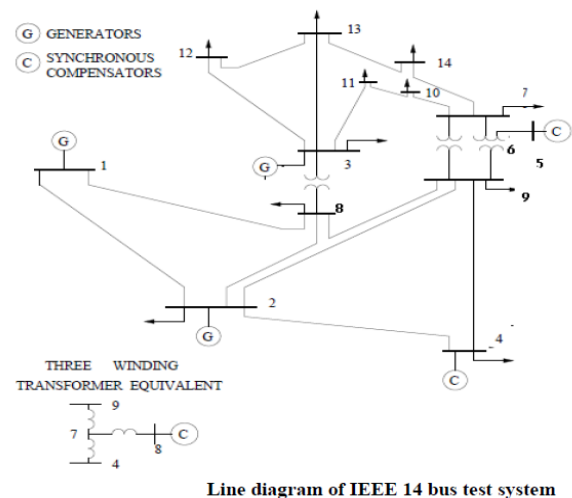 G GENERATORS
C SYNCHRONOUS
COMPENSATORS
13
12
14
11
10
7
G
1
G
3
6
5
C
8
9
2
G
4
C
THREE WINDING
TRANSFORMER EQUIVALENT
9
7
8
C
4
Line diagram of IEEE 14 bus test system